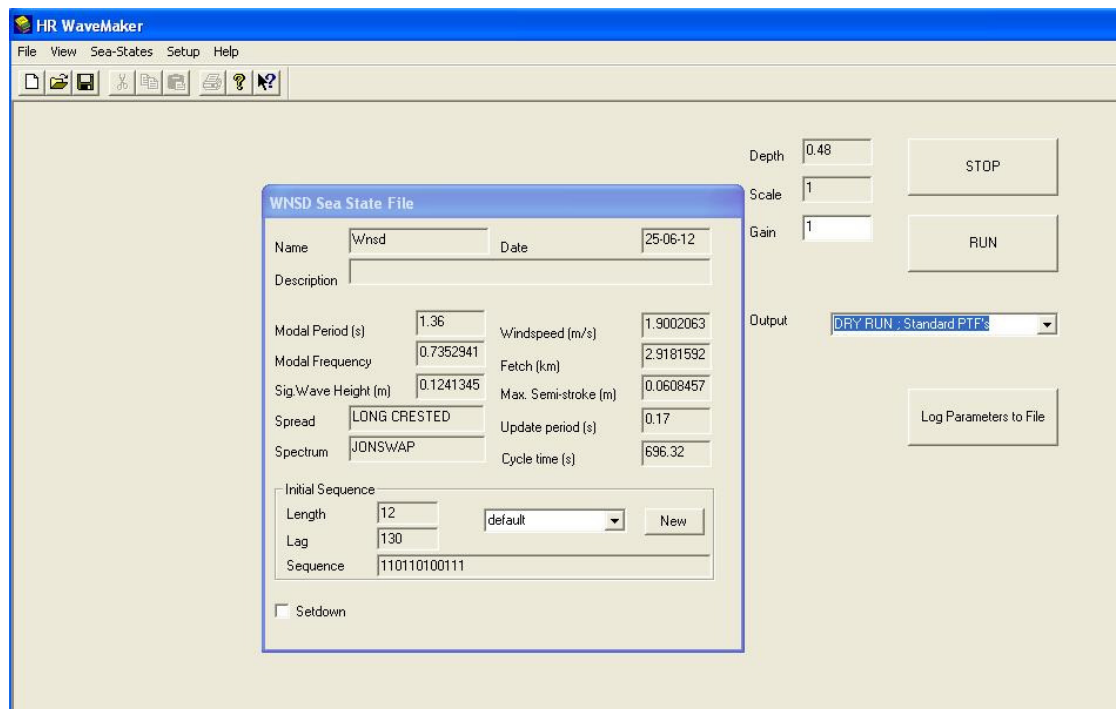 HR WaveMaker
File View Sea-States Setup Help
Depth 0.48
STOP
Scale 1
Gain 1
RUN
Output DRY RUN ; Standard PTF's
Log Parameters to File
WNSD Sea State File
Name Wnsd Date 25-06-12
Description
Modal Period (s) 1.36 Windspeed (m/s) 1.9002063
Modal Frequency 0.7352941 Fetch (km) 2.9181592
Sig.Wave Height (m) 0.1241345 Max. Semi-stroke (m) 0.0608457
Spread LONG CRESTED Update period (s) 0.17
Spectrum JONSWAP Cycle time (s) 696.32
Initial Sequence
Length 12 default New
Lag 130
Sequence 110110100111
Setdown